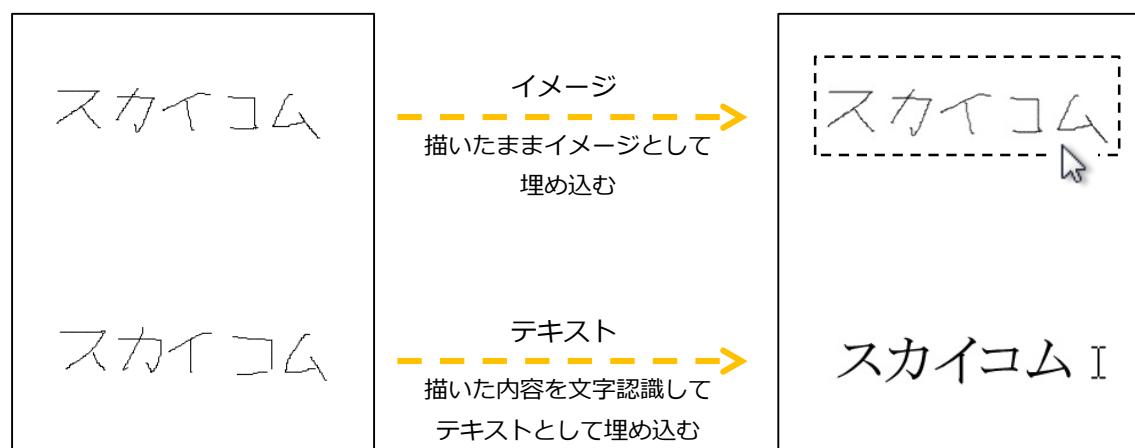 スカイコム
イメージ
描いたままイメージとして
埋め込む
スカイコム
スカイコム
テキスト
描いた内容を文字認識して
テキストとして埋め込む
スカイコム